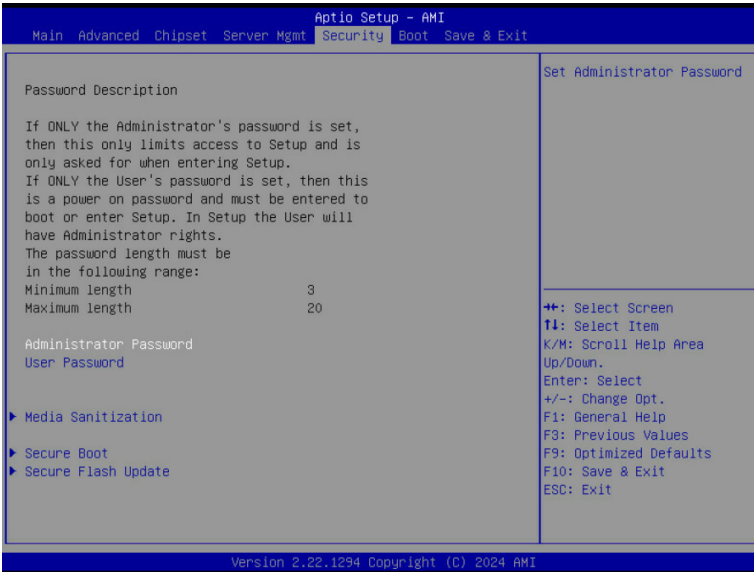 Aptio Setup - AMI
Main Advanced Chipset Server Mgmt Security Boot Save & Exit
Password Description
If ONLY the Administrator's password is set,
then this only limits access to Setup and is
only asked for when entering Setup.
If ONLY the User's password is set, then this
is a power on password and must be entered to
boot or enter Setup. In Setup the User will
have Administrator rights.
The password length must be
in the following range:
Minimum length 3
Maximum length 20
Administrator Password
User Password
Media Sanitization
Secure Boot
Secure Flash Update
Set Administrator Password
→←: Select Screen
↑↓: Select Item
K/M: Scroll Help Area
Up/Down.
Enter: Select
+/-: Change Opt.
F1: General Help
F3: Previous Values
F9: Optimized Defaults
F10: Save & Exit
ESC: Exit
Version 2.22.1294 Copyright (C) 2024 AMI